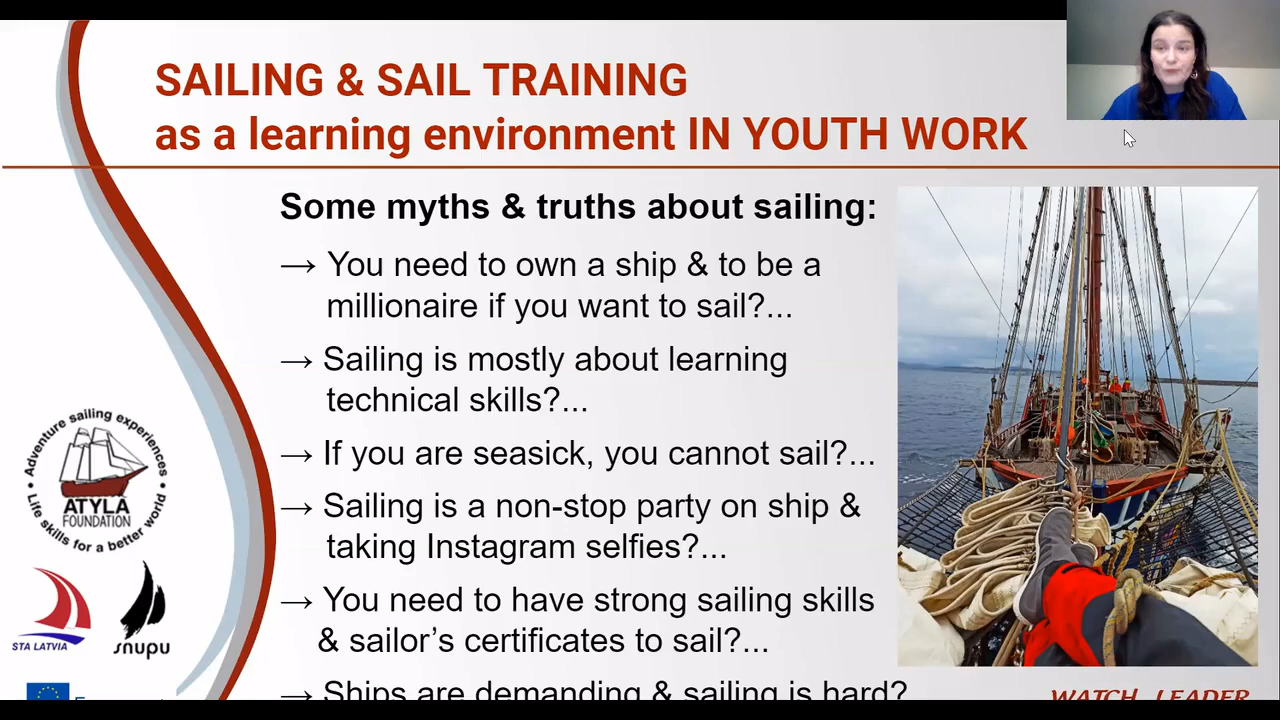 SAILING & SAIL TRAINING
as a learning environment IN YOUTH WORK
Some myths & truths about sailing:
→ You need to own a ship & to be a
millionaire if you want to sail?...
→ Sailing is mostly about learning
technical skills?...
→ If you are seasick, you cannot sail?...
→ Sailing is a non-stop party on ship &
taking Instagram selfies?...
→ You need to have strong sailing skills
& sailor's certificates to sail?...
→ Ships are demanding & sailing is hard?
• Adventure sailing experiences •
ATYLA
FOUNDATION
Life skills for a better world
STA LATVIA
snupu
WATCH LEADER